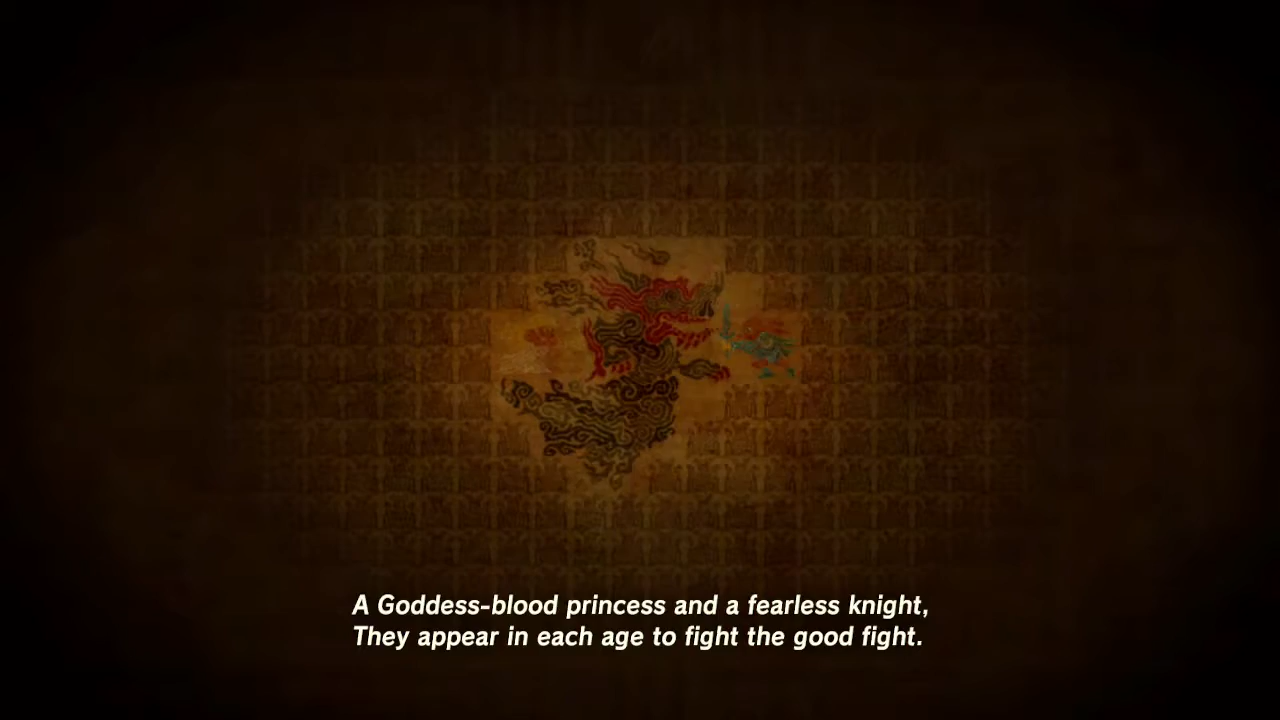 A Goddess-blood princess and a fearless knight,
They appear in each age to fight the good fight.